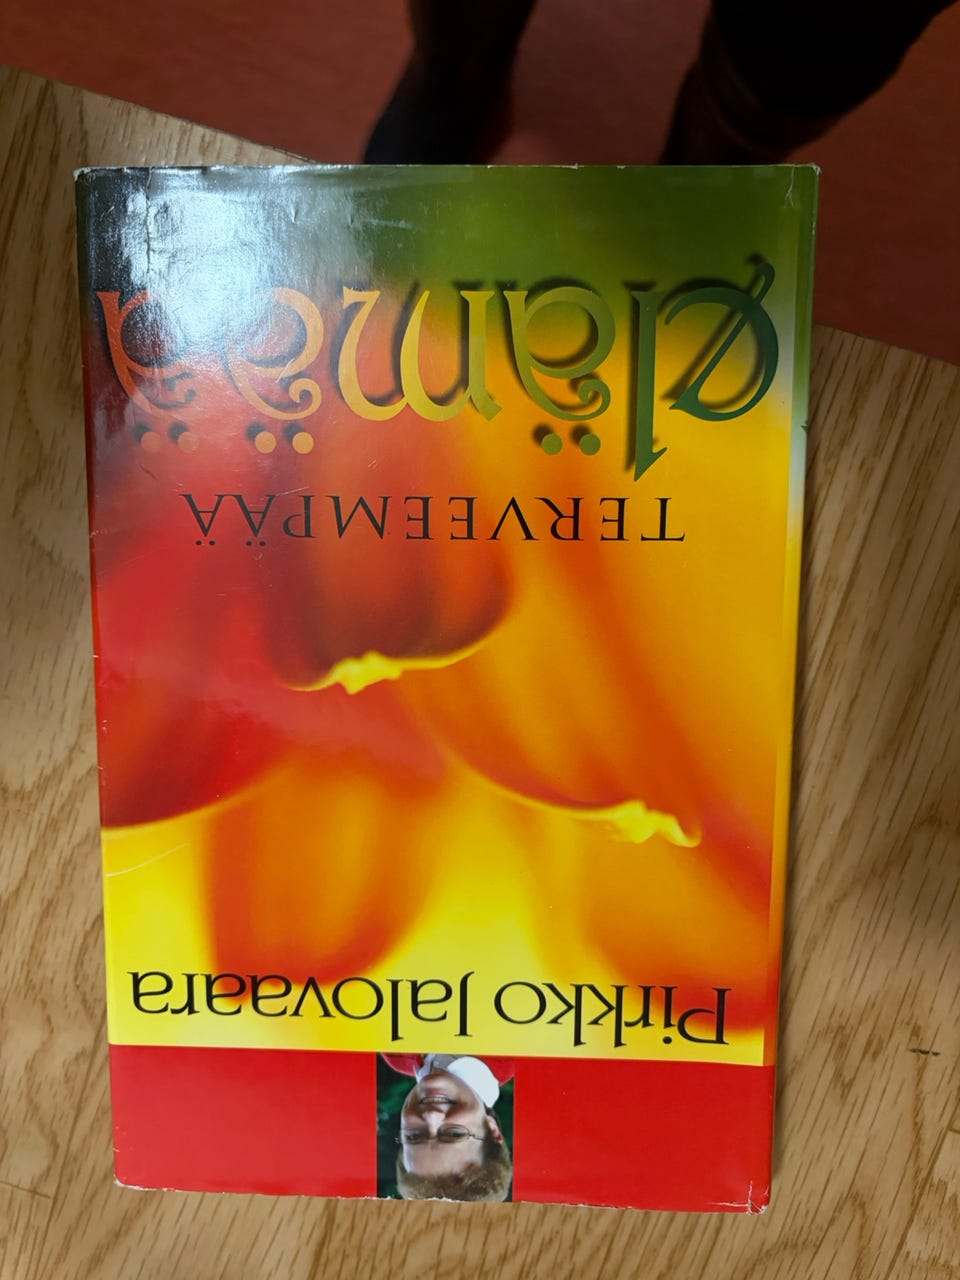 Pirkko Jalovaara
TERVEEMPÄÄ
elämää